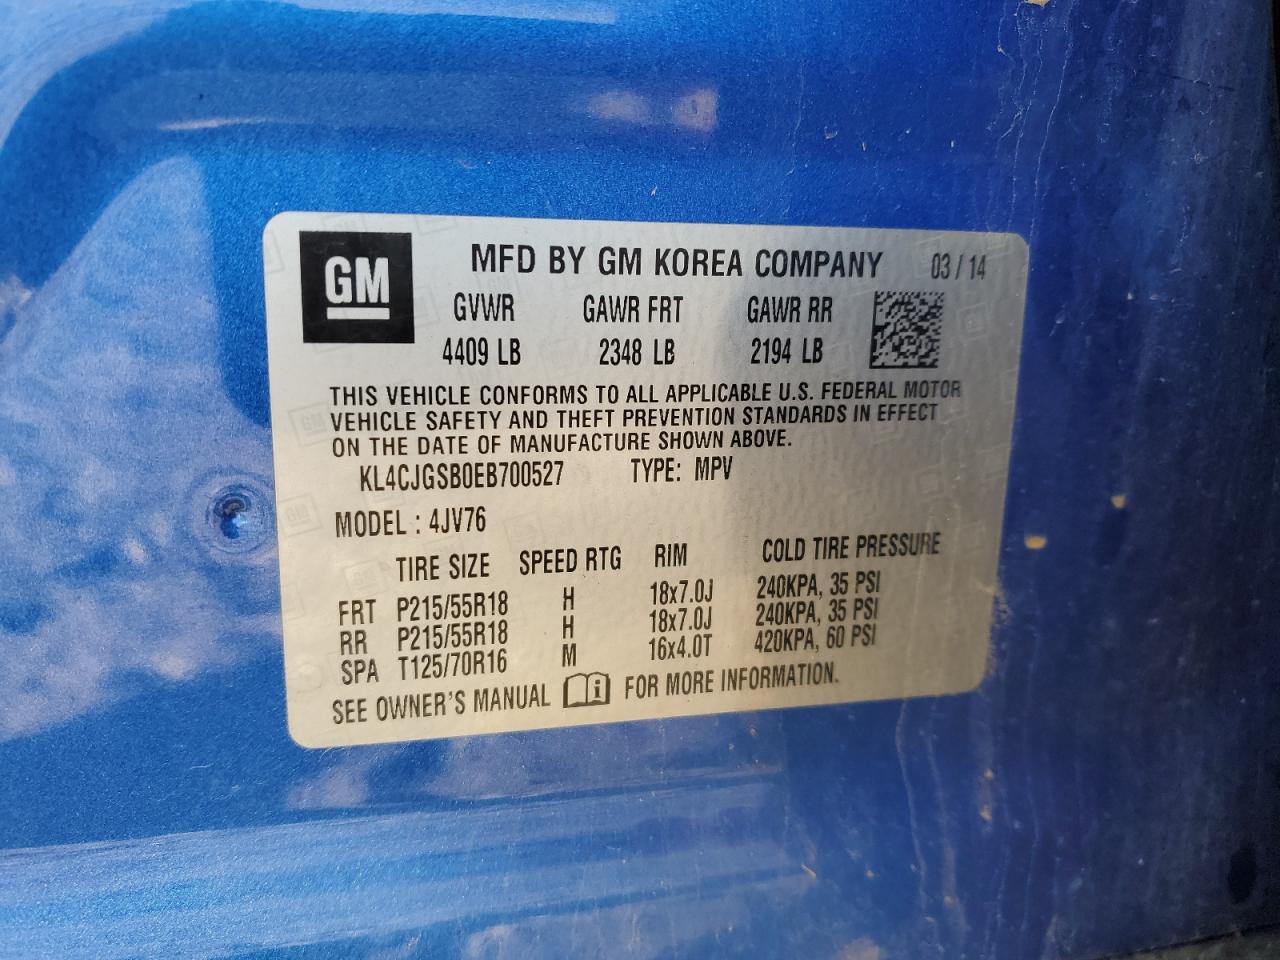 GM
MFD BY GM KOREA COMPANY 03/14
GVWR GAWR FRT GAWR RR
4409 LB 2348 LB 2194 LB
THIS VEHICLE CONFORMS TO ALL APPLICABLE U.S. FEDERAL MOTOR
VEHICLE SAFETY AND THEFT PREVENTION STANDARDS IN EFFECT
ON THE DATE OF MANUFACTURE SHOWN ABOVE.
KL4CJGSB0EB700527 TYPE: MPV
MODEL : 4JV76
TIRE SIZE SPEED RTG RIM COLD TIRE PRESSURE
FRT P215/55R18 H 18x7.0J 240KPA, 35 PSI
RR P215/55R18 H 18x7.0J 240KPA, 35 PSI
SPA T125/70R16 M 16x4.0T 420KPA, 60 PSI
SEE OWNER'S MANUAL i FOR MORE INFORMATION.